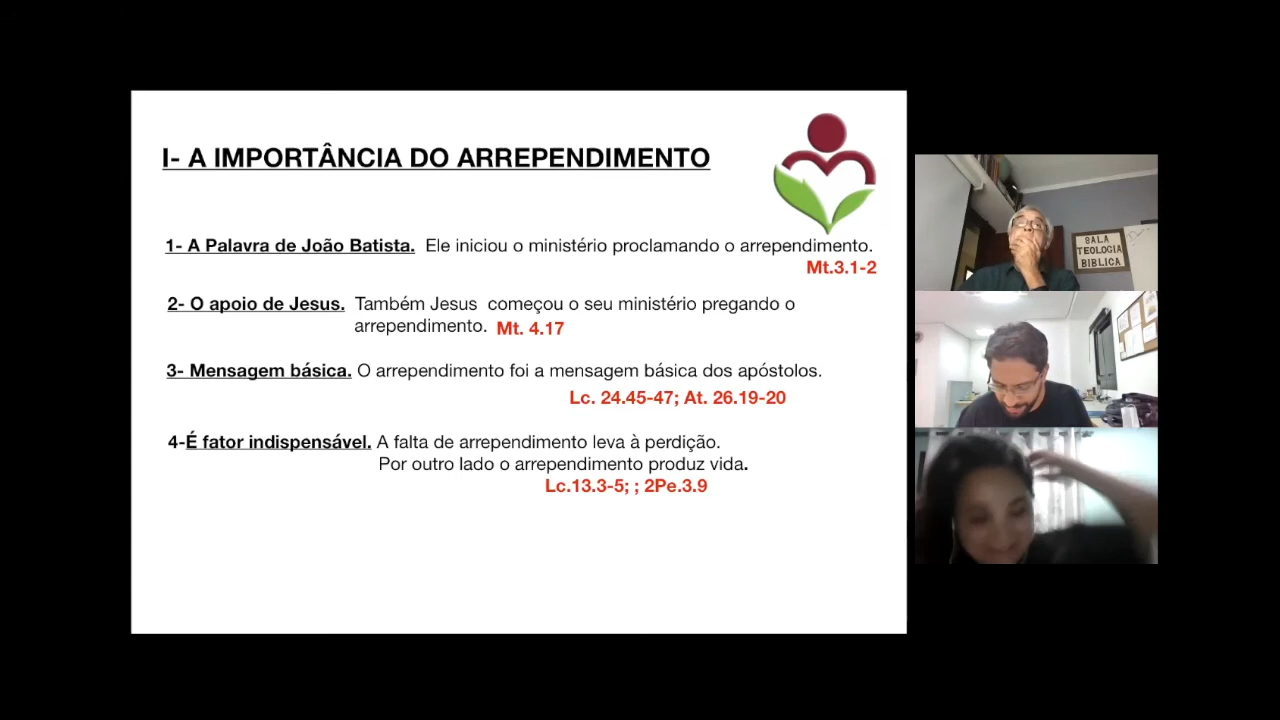 I- A IMPORTÂNCIA DO ARREPENDIMENTO
1- A Palavra de João Batista. Ele iniciou o ministério proclamando o arrependimento.
Mt.3.1-2
2- O apoio de Jesus. Também Jesus começou o seu ministério pregando o
arrependimento. Mt. 4.17
3- Mensagem básica. O arrependimento foi a mensagem básica dos apóstolos.
Lc. 24.45-47; At. 26.19-20
4-É fator indispensável. A falta de arrependimento leva à perdição.
Por outro lado o arrependimento produz vida.
Lc.13.3-5; ; 2Pe.3.9
SALA
TEOLOGIA
BIBLICA